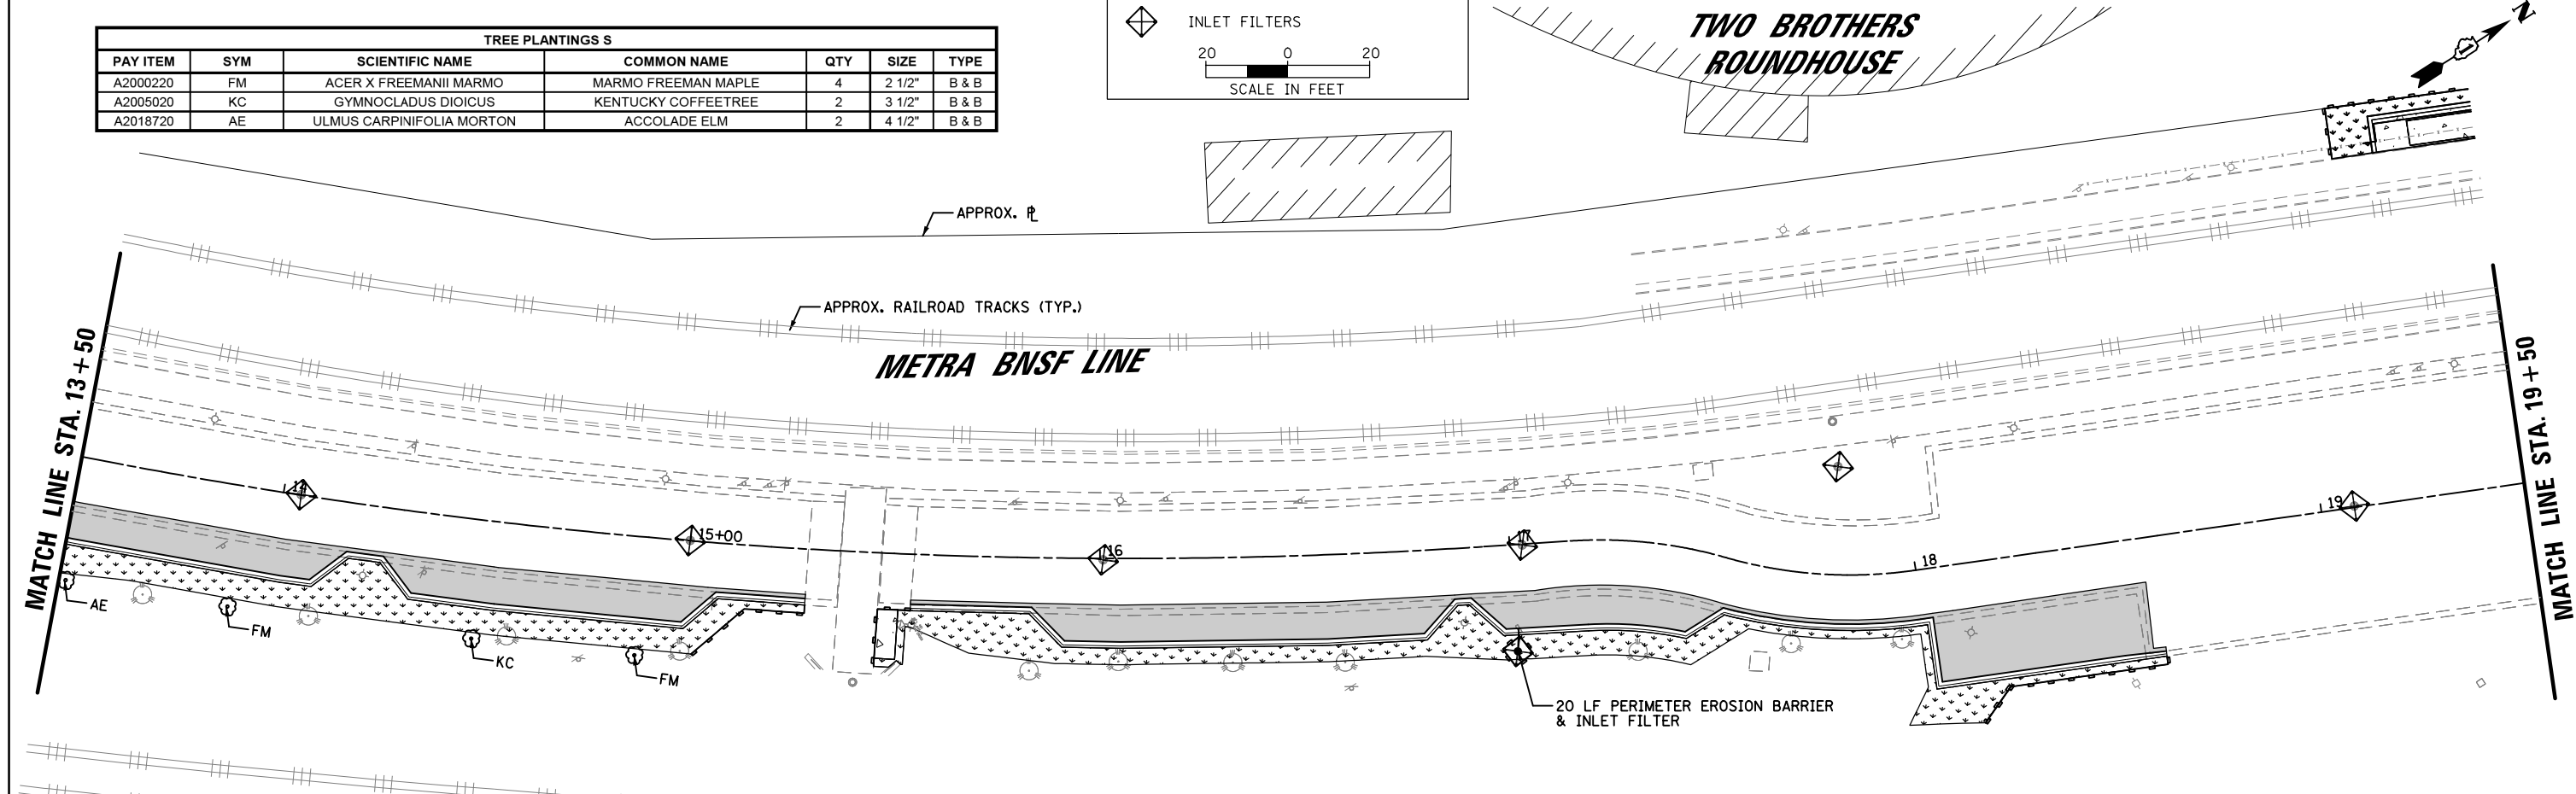 TREE PLANTINGS S
PAY ITEM SYM SCIENTIFIC NAME COMMON NAME QTY SIZE TYPE
A2000220 FM ACER X FREEMANII MARMO MARMO FREEMAN MAPLE 4 2 1/2" B & B
A2005020 KC GYMNOCLADUS DIOICUS KENTUCKY COFFEETREE 2 3 1/2" B & B
A2018720 AE ULMUS CARPINIFOLIA MORTON ACCOLADE ELM 2 4 1/2" B & B
INLET FILTERS
20 0 20
SCALE IN FEET
TWO BROTHERS
ROUNDHOUSE
N
APPROX. PL
APPROX. RAILROAD TRACKS (TYP.)
METRA BNSF LINE
MATCH LINE STA. 13+50
MATCH LINE STA. 19+50
14
15+00
16
17
18
19
AE
FM
KC
FM
20 LF PERIMETER EROSION BARRIER
& INLET FILTER